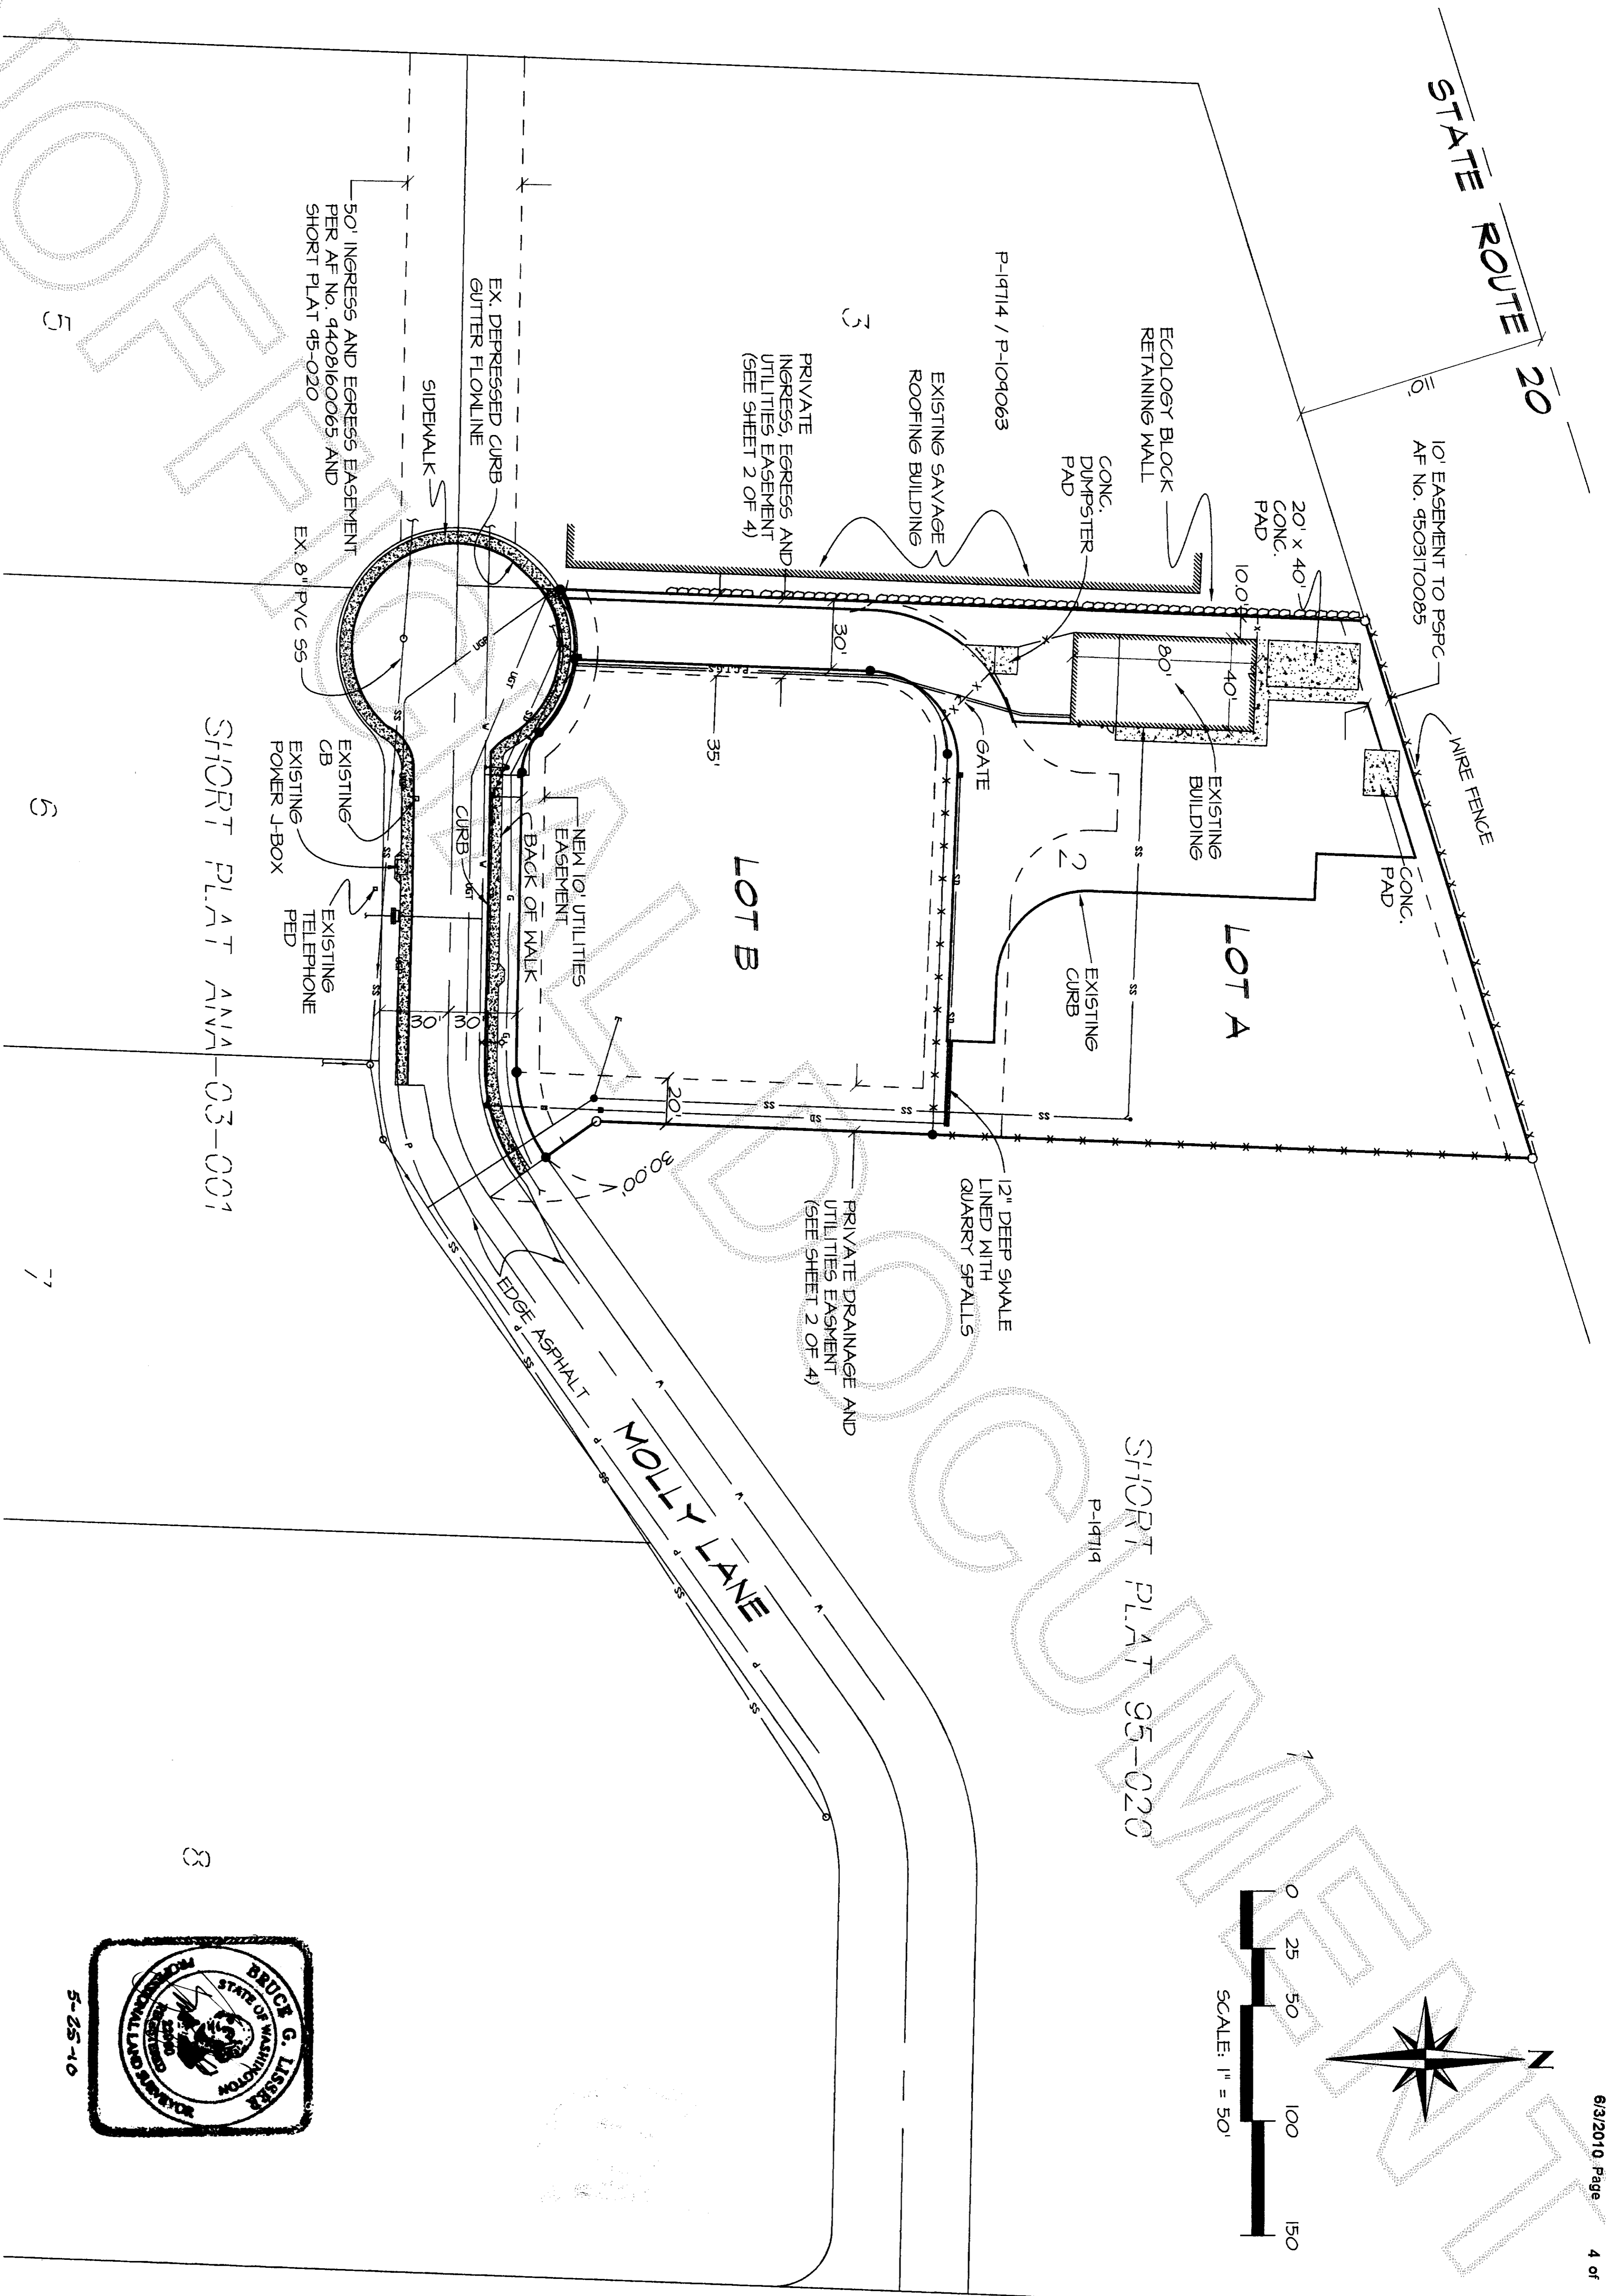 6/3/2010 Page 4 of
STATE ROUTE 20
110'
10' EASEMENT TO PSPC
AF No. 9503170085
20' x 40'
CONC.
PAD
WIRE FENCE
ECOLOGY BLOCK
RETAINING WALL
CONC.
DUMPSTER
PAD
10.0'
80'
40'
EXISTING
BUILDING
CONC.
PAD
P-19714 / P-109063
EXISTING SAVAGE
ROOFING BUILDING
3
PRIVATE
INGRESS, EGRESS AND
UTILITIES EASEMENT
(SEE SHEET 2 OF 4)
30'
35'
GATE
2
LOT A
EXISTING
CURB
LOT B
12" DEEP SWALE
LINED WITH
QUARRY SPALLS
PRIVATE DRAINAGE AND
UTILITIES EASMENT
(SEE SHEET 2 OF 4)
20'
30.00'
NEW 10' UTILITIES
EASEMENT
BACK OF WALK
CURB
EX. DEPRESSED CURB
GUTTER FLOWLINE
SIDEWALK
50' INGRESS AND EGRESS EASEMENT
PER AF No. 9408160065 AND
SHORT PLAT 95-020
EX. 8" PVC SS
EXISTING
CB
EXISTING
POWER J-BOX
EXISTING
TELEPHONE
PED
30' 30'
UGP
UGT
SS
SD
EDGE ASPHALT
MOLLY LANE
SHORT PLAT 95-020
P-19719
1
SHORT PLAT ANA-03-001
5
6
7
8
N
0 25 50 100 150
SCALE: 1" = 50'
BRUCE G. LISSER
STATE OF WASHINGTON
REGISTERED
22960
PROFESSIONAL LAND SURVEYOR
5-25-10